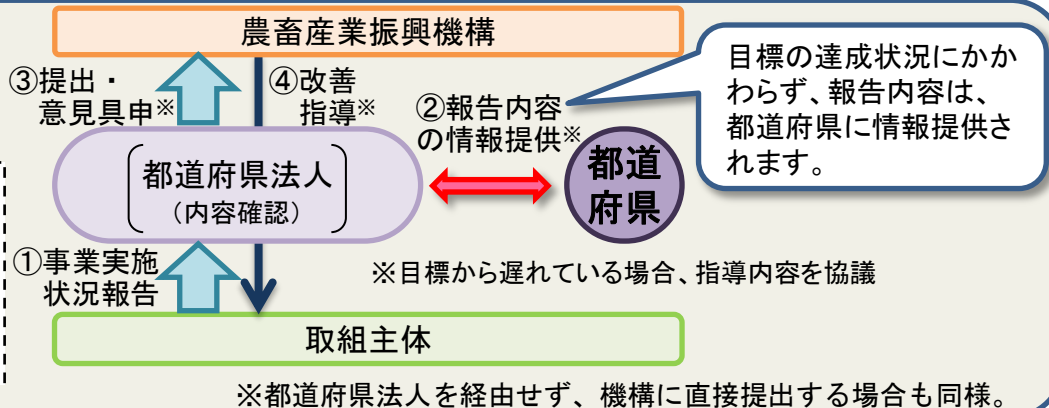 農畜産業振興機構
③提出・
意見具申※
④改善
指導※
②報告内容
の情報提供※
目標の達成状況にかか
わらず、報告内容は、
都道府県に情報提供さ
れます。
都道府県法人
（内容確認）
都道
府県
①事業実施
状況報告
※目標から遅れている場合、指導内容を協議
取組主体
※都道府県法人を経由せず、機構に直接提出する場合も同様。